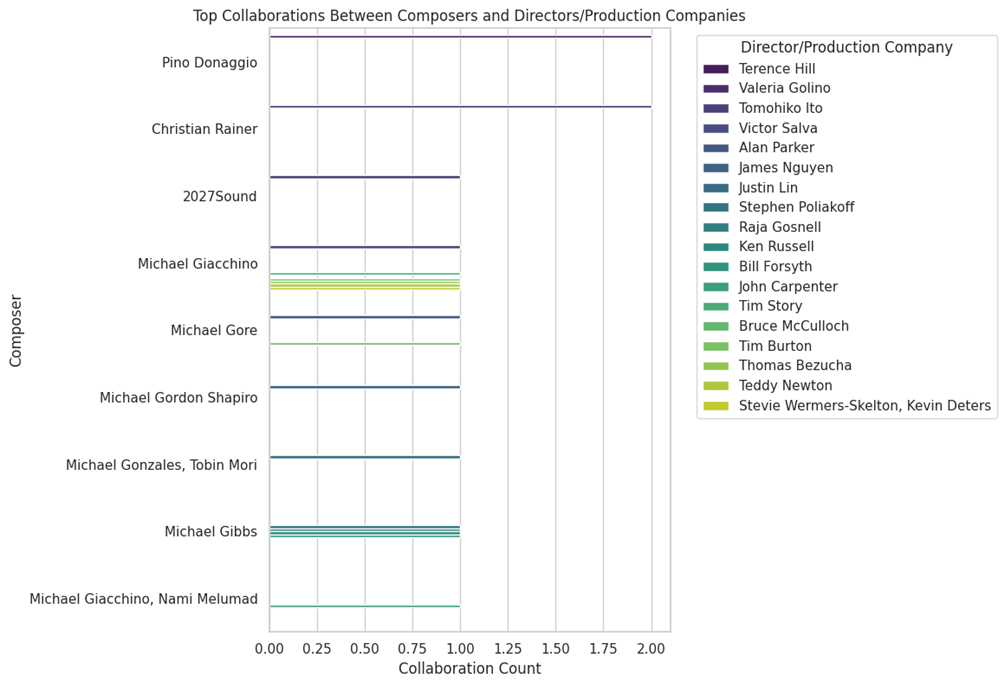 Top Collaborations Between Composers and Directors/Production Companies
Composer
Pino Donaggio
Christian Rainer
2027Sound
Michael Giacchino
Michael Gore
Michael Gordon Shapiro
Michael Gonzales, Tobin Mori
Michael Gibbs
Michael Giacchino, Nami Melumad
0.00 0.25 0.50 0.75 1.00 1.25 1.50 1.75 2.00
Collaboration Count
Director/Production Company
Terence Hill
Valeria Golino
Tomohiko Ito
Victor Salva
Alan Parker
James Nguyen
Justin Lin
Stephen Poliakoff
Raja Gosnell
Ken Russell
Bill Forsyth
John Carpenter
Tim Story
Bruce McCulloch
Tim Burton
Thomas Bezucha
Teddy Newton
Stevie Wermers-Skelton, Kevin Deters